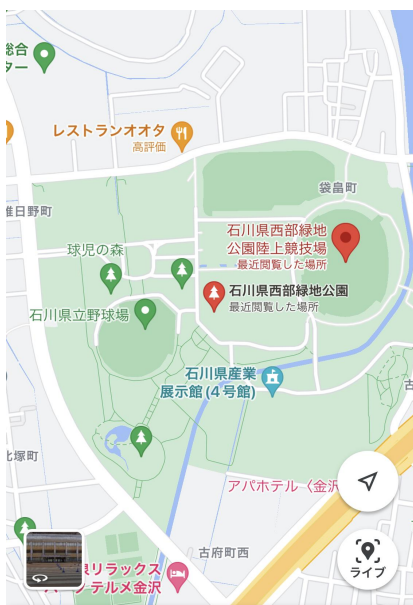 総合
ター
レストランオオタ
高評価
袋畠町
雅日野町
石川県西部緑地
公園陸上競技場
最近閲覧した場所
球児の森
石川県西部緑地公園
最近閲覧した場所
石川県立野球場
石川県産業
展示館(4号館)
北塚町
アパホテル〈金沢
古
古府町西
泉リラックス
テルメ金沢
ライブ